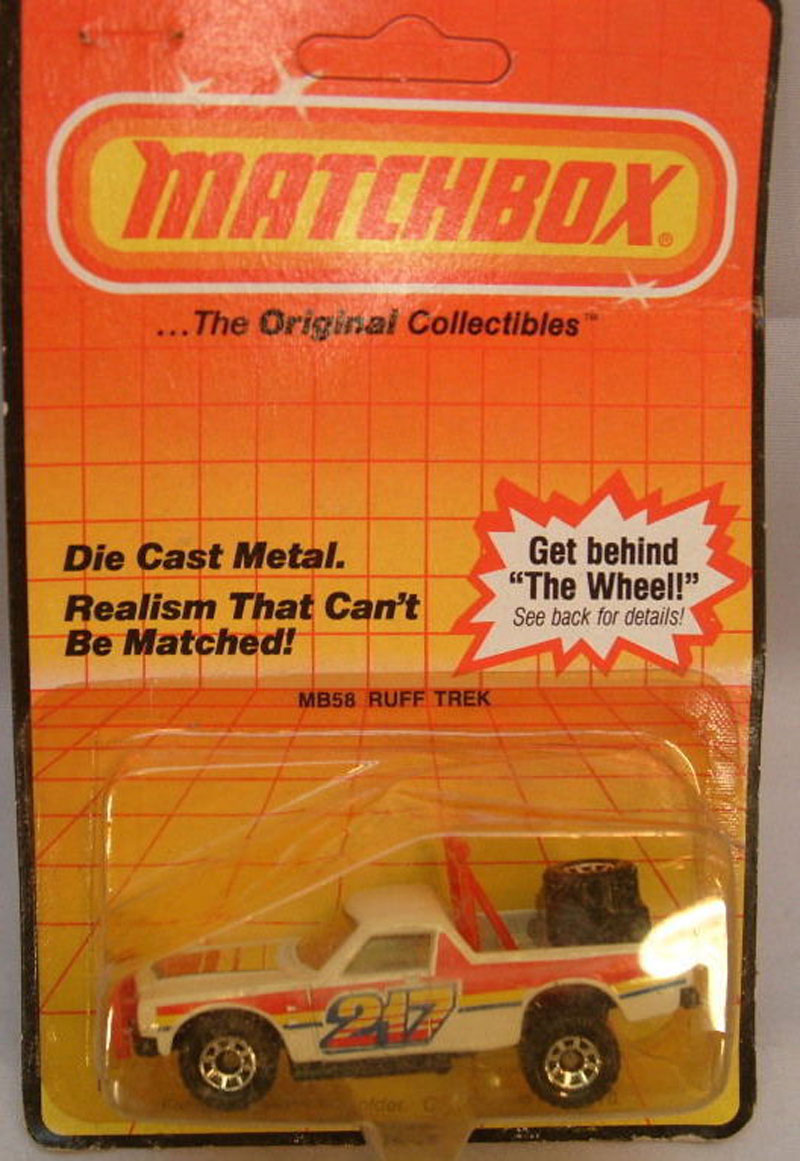 MATCHBOX®
...The Original Collectibles™
Die Cast Metal.
Realism That Can't
Be Matched!
Get behind
“The Wheel!”
See back for details!
MB58 RUFF TREK
217